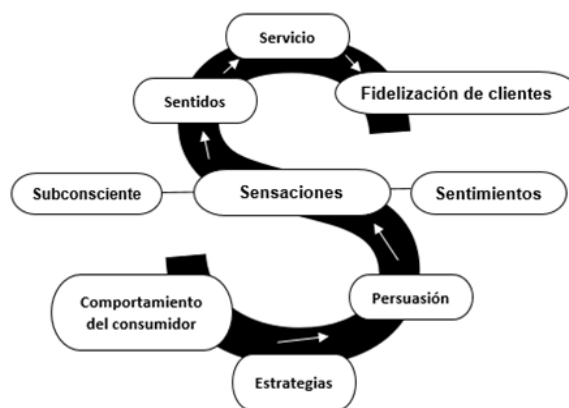 Servicio
Sentidos
Fidelización de clientes
Subconsciente
Sensaciones
Sentimientos
Comportamiento
del consumidor
Persuasión
Estrategias